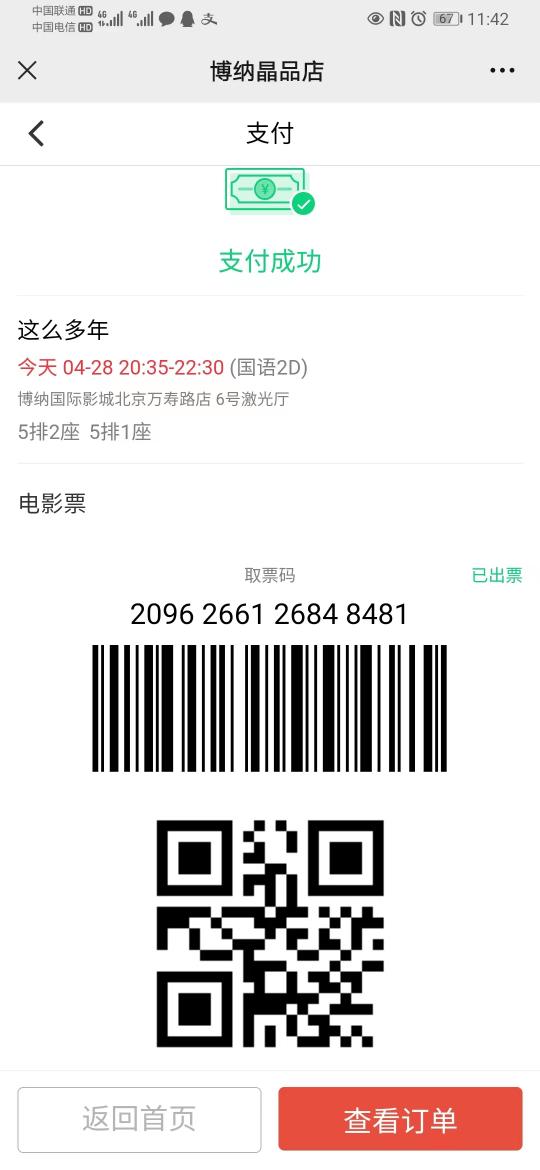 中国联通 HD
中国电信 HD
4G 4G 支 67 11:42
博纳晶品店
支付
¥
支付成功
这么多年
今天 04-28 20:35-22:30 (国语2D)
博纳国际影城北京万寿路店 6号激光厅
5排2座 5排1座
电影票
取票码 已出票
2096 2661 2684 8481
返回首页 查看订单